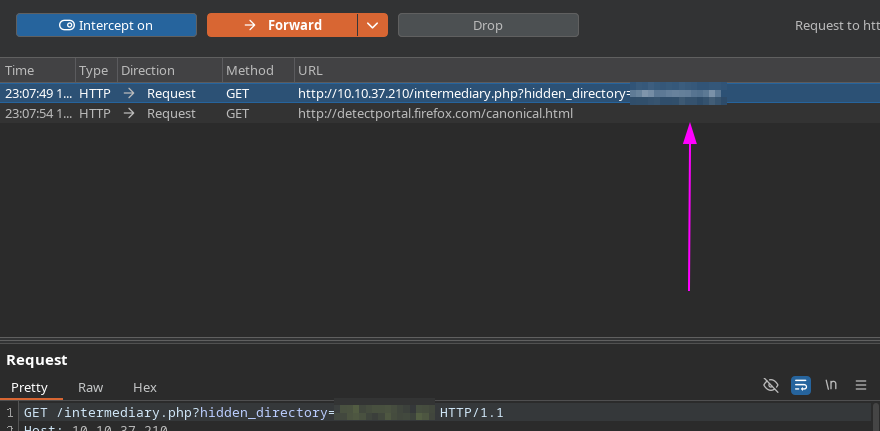 Intercept on Forward Drop Request to htt
Time Type Direction Method URL
23:07:49 1... HTTP Request GET http://10.10.37.210/intermediary.php?hidden_directory=
23:07:54 1... HTTP Request GET http://detectportal.firefox.com/canonical.html
Request
Pretty Raw Hex
\n
1 GET /intermediary.php?hidden_directory= HTTP/1.1
2 Host: 10.10.37.210